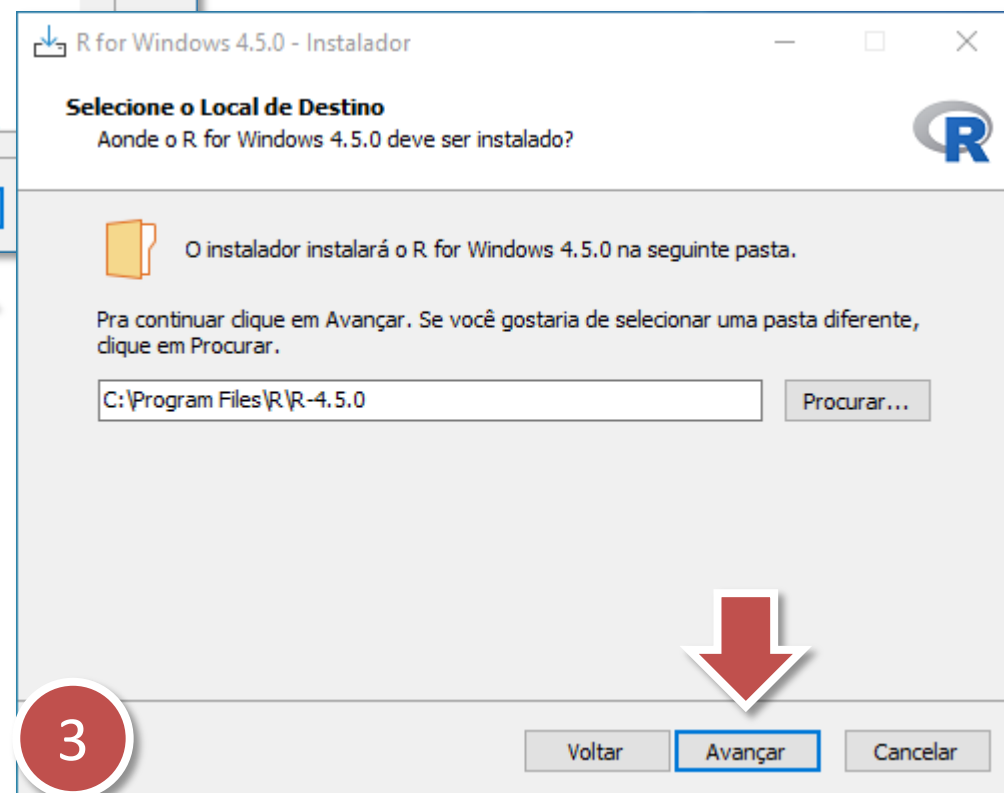 R for Windows 4.5.0 - Instalador
Selecione o Local de Destino
Aonde o R for Windows 4.5.0 deve ser instalado?
R
O instalador instalará o R for Windows 4.5.0 na seguinte pasta.
Pra continuar clique em Avançar. Se você gostaria de selecionar uma pasta diferente,
clique em Procurar.
C:\Program Files\R\R-4.5.0
Procurar...
3
Voltar
Avançar
Cancelar